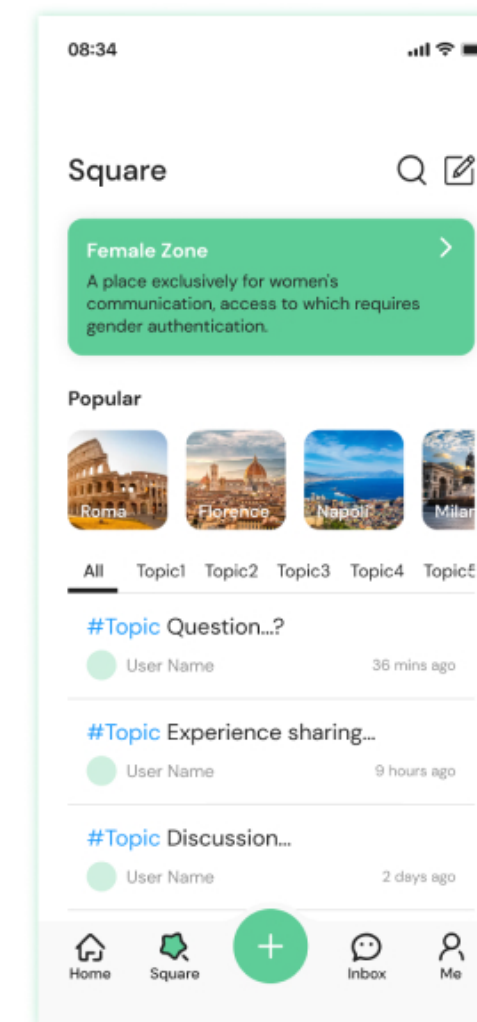 08:34
Square
Female Zone
A place exclusively for women's
communication, access to which requires
gender authentication.
Popular
Roma Florence Napoli Milan
All Topic1 Topic2 Topic3 Topic4 Topic5
#Topic Question...?
User Name 36 mins ago
#Topic Experience sharing...
User Name 9 hours ago
#Topic Discussion...
User Name 2 days ago
Home Square Inbox Me